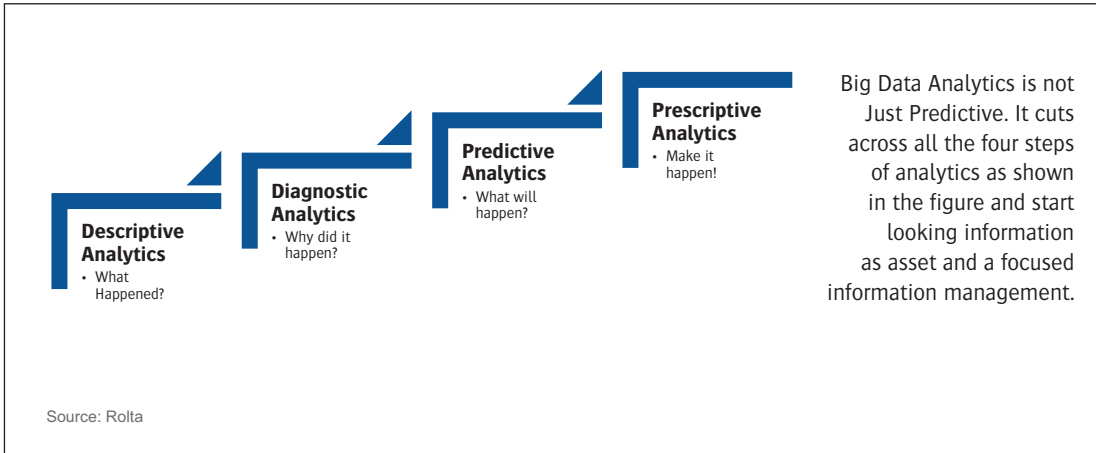 Descriptive
Analytics
• What
Happened?
Diagnostic
Analytics
• Why did it
happen?
Predictive
Analytics
• What will
happen?
Prescriptive
Analytics
• Make it
happen!
Big Data Analytics is not
Just Predictive. It cuts
across all the four steps
of analytics as shown
in the figure and start
looking information
as asset and a focused
information management.
Source: Rolta